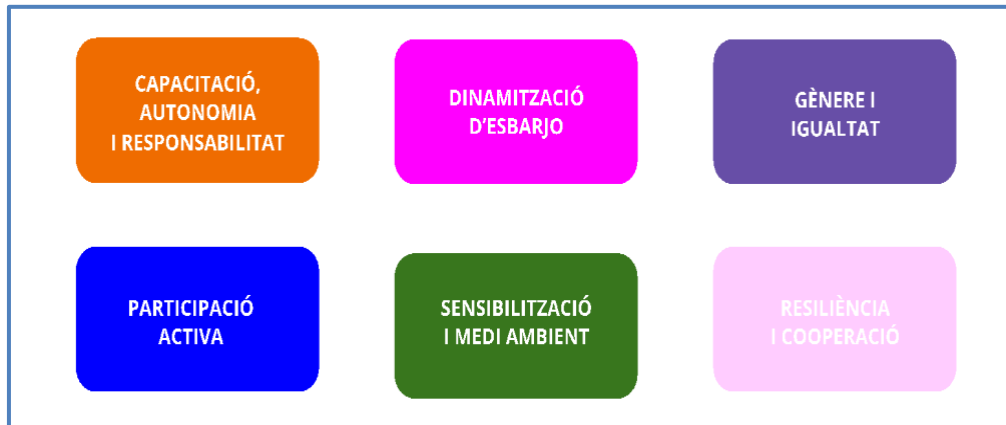 CAPACITACIÓ,
AUTONOMIA
I RESPONSABILITAT
DINAMITZACIÓ
D'ESBARJO
GÈNERE I
IGUALTAT
PARTICIPACIÓ
ACTIVA
SENSIBILITZACIÓ
I MEDI AMBIENT
RESILIÈNCIA
I COOPERACIÓ